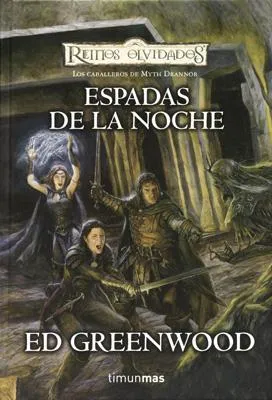 REINOS OLVIDADOS
LOS CABALLEROS DE MYTH DRANNOR
ESPADAS
DE LA NOCHE
ED GREENWOOD
timunmas